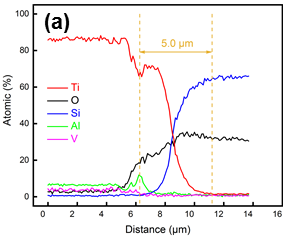 (a)
5.0 μm
Ti
O
Si
Al
V
Atomic (%)
100
80
60
40
20
0
0 2 4 6 8 10 12 14 16
Distance (μm)